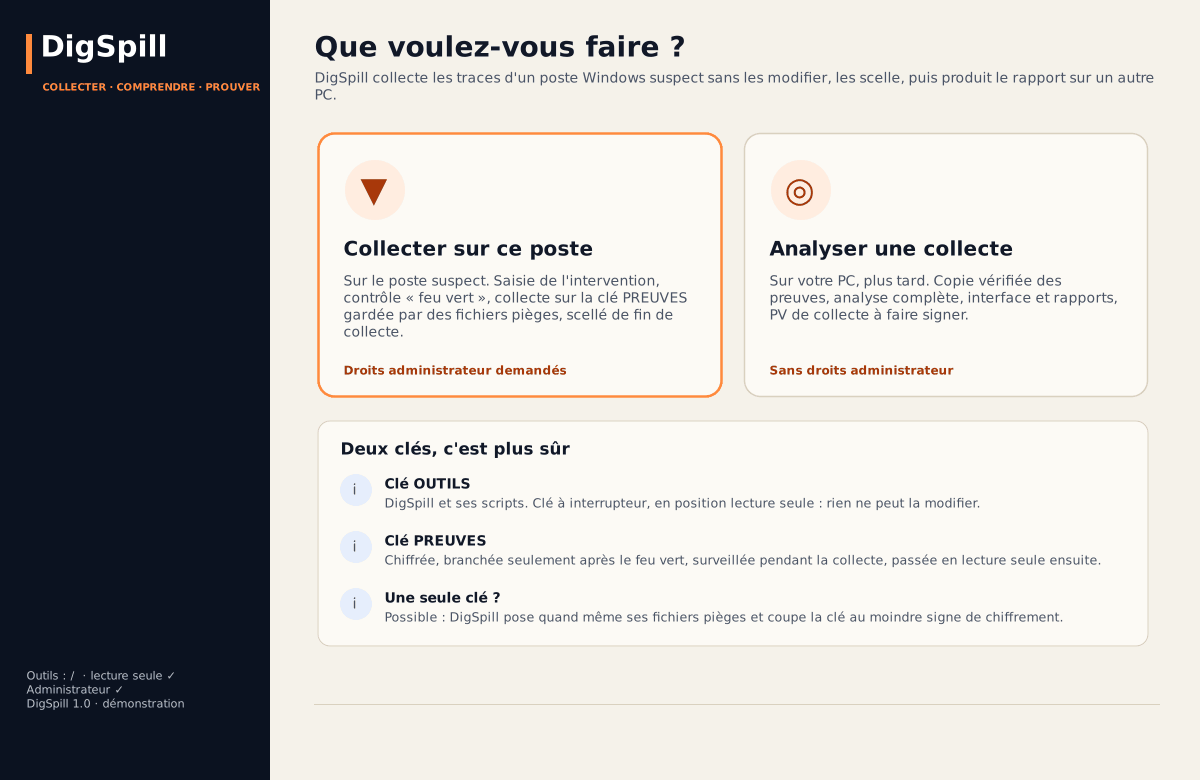 DigSpill
COLLECTER · COMPRENDRE · PROUVER
Que voulez-vous faire ?
DigSpill collecte les traces d'un poste Windows suspect sans les modifier, les scelle, puis produit le rapport sur un autre
PC.
Collecter sur ce poste
Sur le poste suspect. Saisie de l'intervention,
contrôle « feu vert », collecte sur la clé PREUVES
gardée par des fichiers pièges, scellé de fin de
collecte.
Droits administrateur demandés
Analyser une collecte
Sur votre PC, plus tard. Copie vérifiée des
preuves, analyse complète, interface et rapports,
PV de collecte à faire signer.
Sans droits administrateur
Deux clés, c'est plus sûr
i
Clé OUTILS
DigSpill et ses scripts. Clé à interrupteur, en position lecture seule : rien ne peut la modifier.
i
Clé PREUVES
Chiffrée, branchée seulement après le feu vert, surveillée pendant la collecte, passée en lecture seule ensuite.
i
Une seule clé ?
Possible : DigSpill pose quand même ses fichiers pièges et coupe la clé au moindre signe de chiffrement.
Outils : /  · lecture seule ✓
Administrateur ✓
DigSpill 1.0 · démonstration